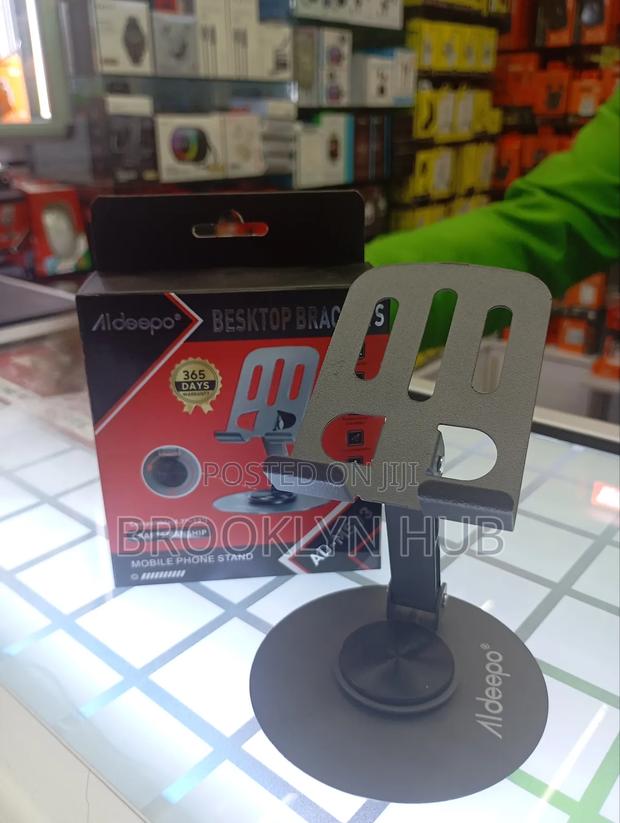 Aldeepo®
BESKTOP BRAC S
365
DAYS
WARRANTY
POSTED ON JIJI
BROOKLYN HUB
MOBILE PHONE STAND
Aldeepo®